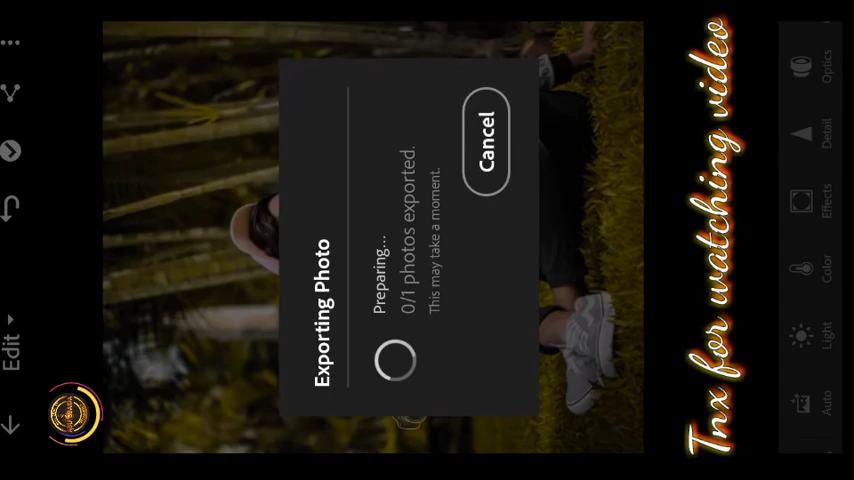 Edit
Exporting Photo
Preparing...
0/1 photos exported.
This may take a moment.
Cancel
Tnx for watching video
Auto
Light
Color
Effects
Detail
Optics